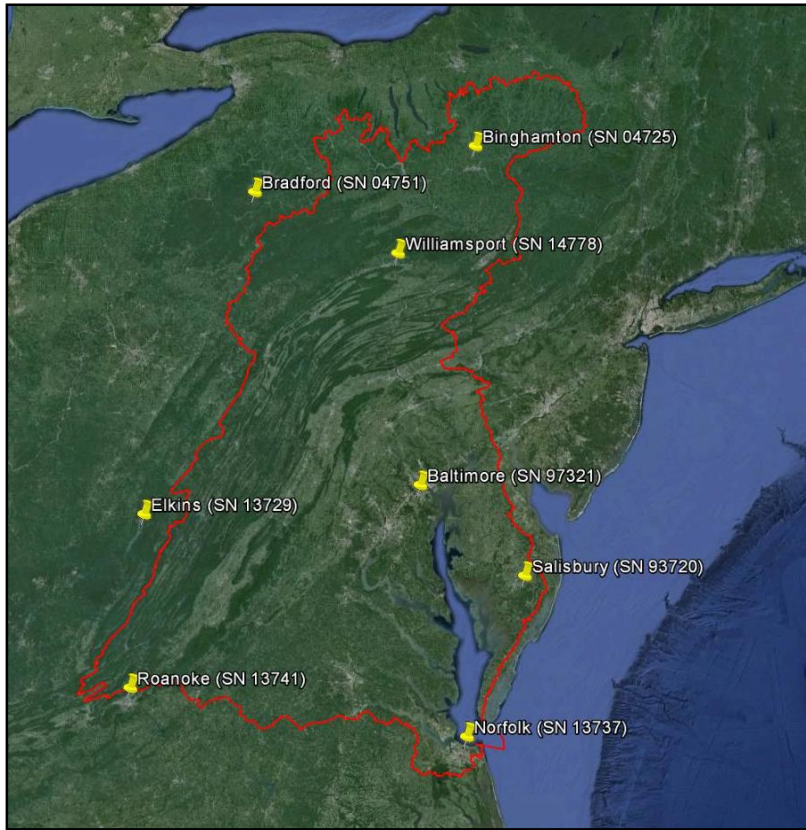 Binghamton (SN 04725)
Bradford (SN 04751)
Williamsport (SN 14778)
Baltimore (SN 97321)
Elkins (SN 13729)
Salisbury (SN 93720)
Roanoke (SN 13741)
Norfolk (SN 13737)